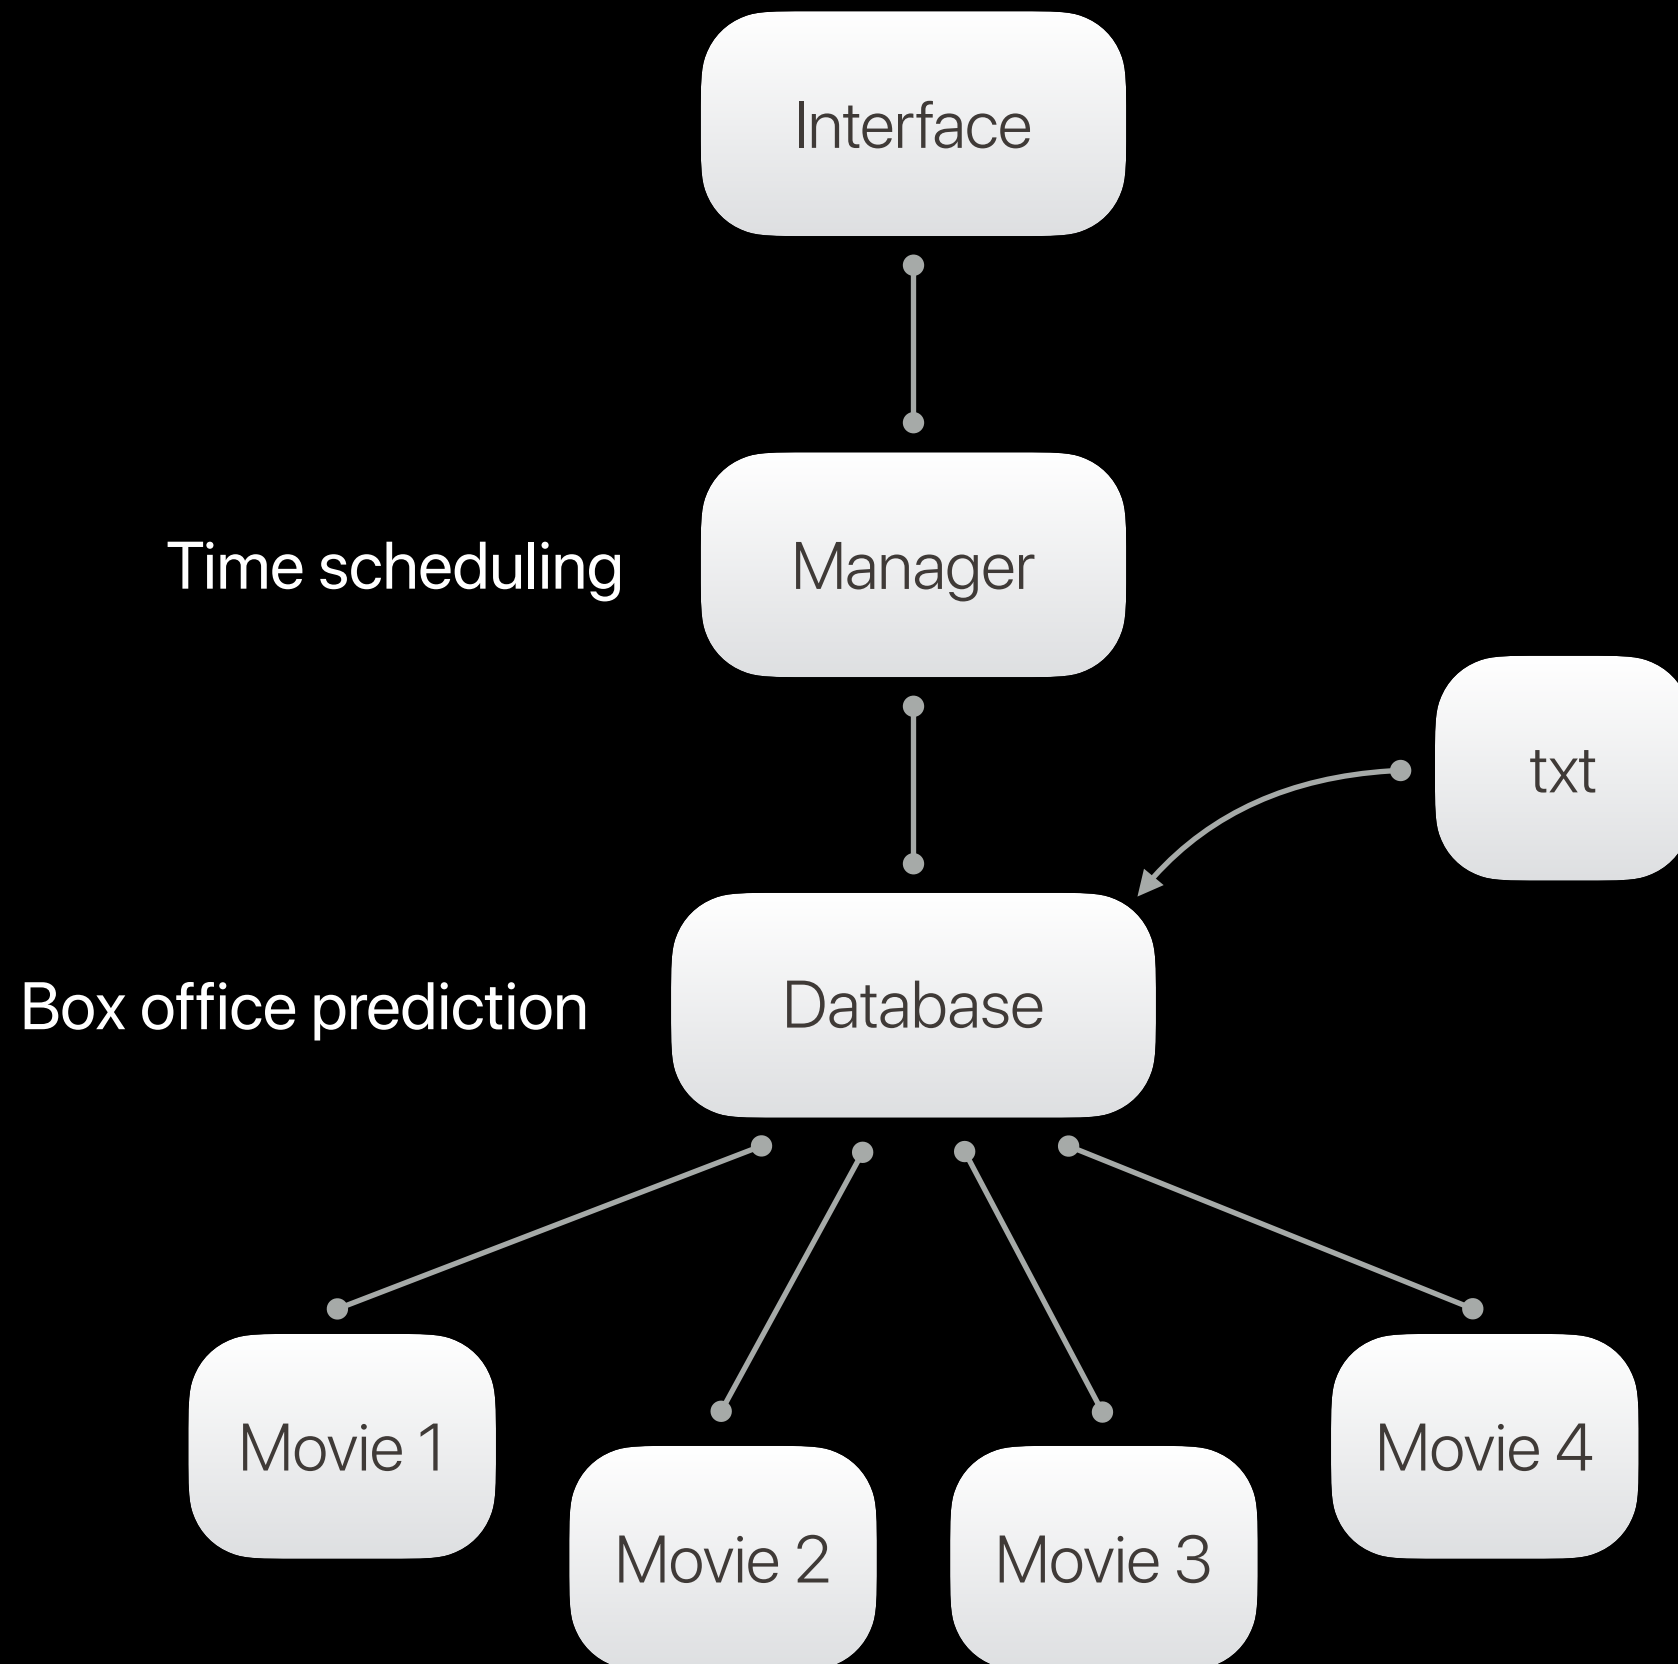 Interface
Time scheduling
Manager
txt
Box office prediction
Database
Movie 1
Movie 2
Movie 3
Movie 4